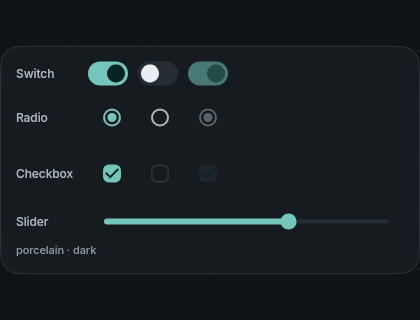 Switch
Radio
Checkbox
Slider
porcelain · dark